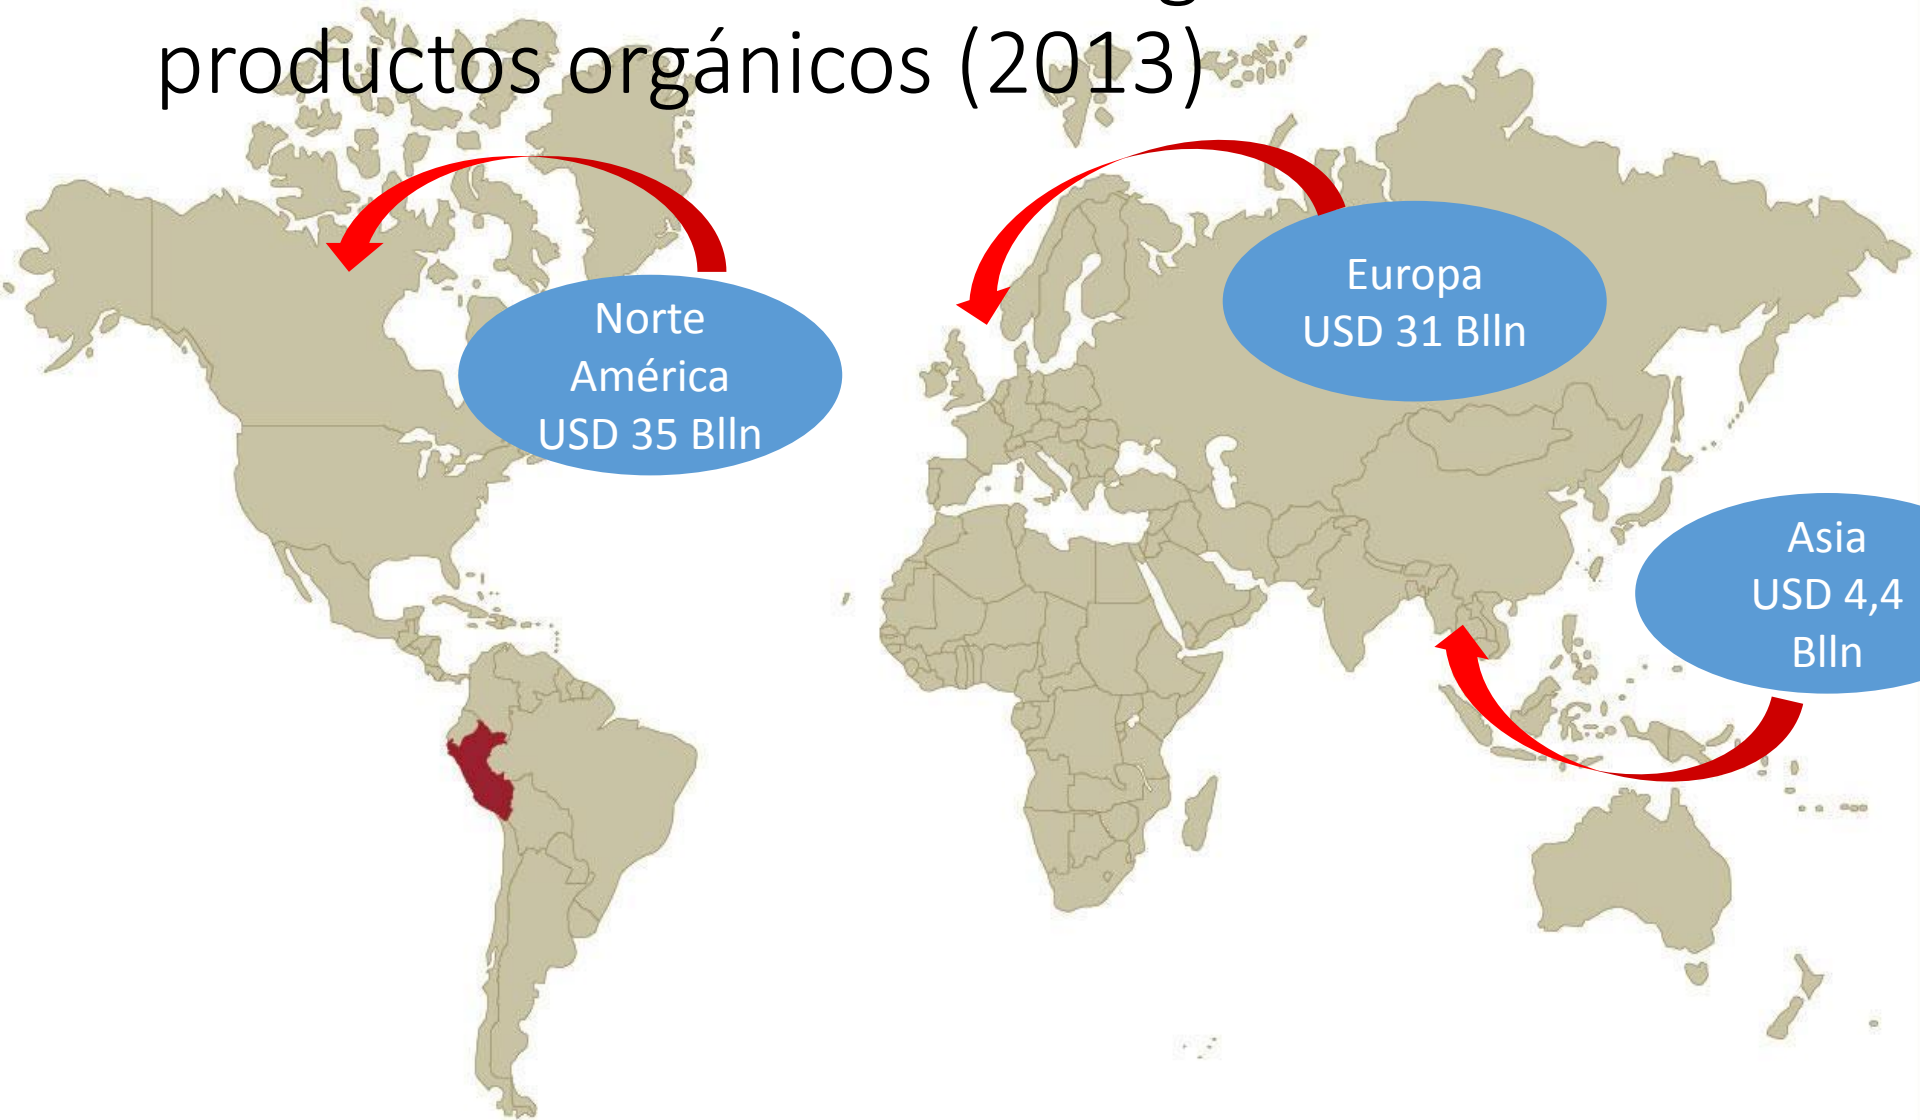 productos orgánicos (2013)
Norte
América
USD 35 Blln
Europa
USD 31 Blln
Asia
USD 4,4
Blln